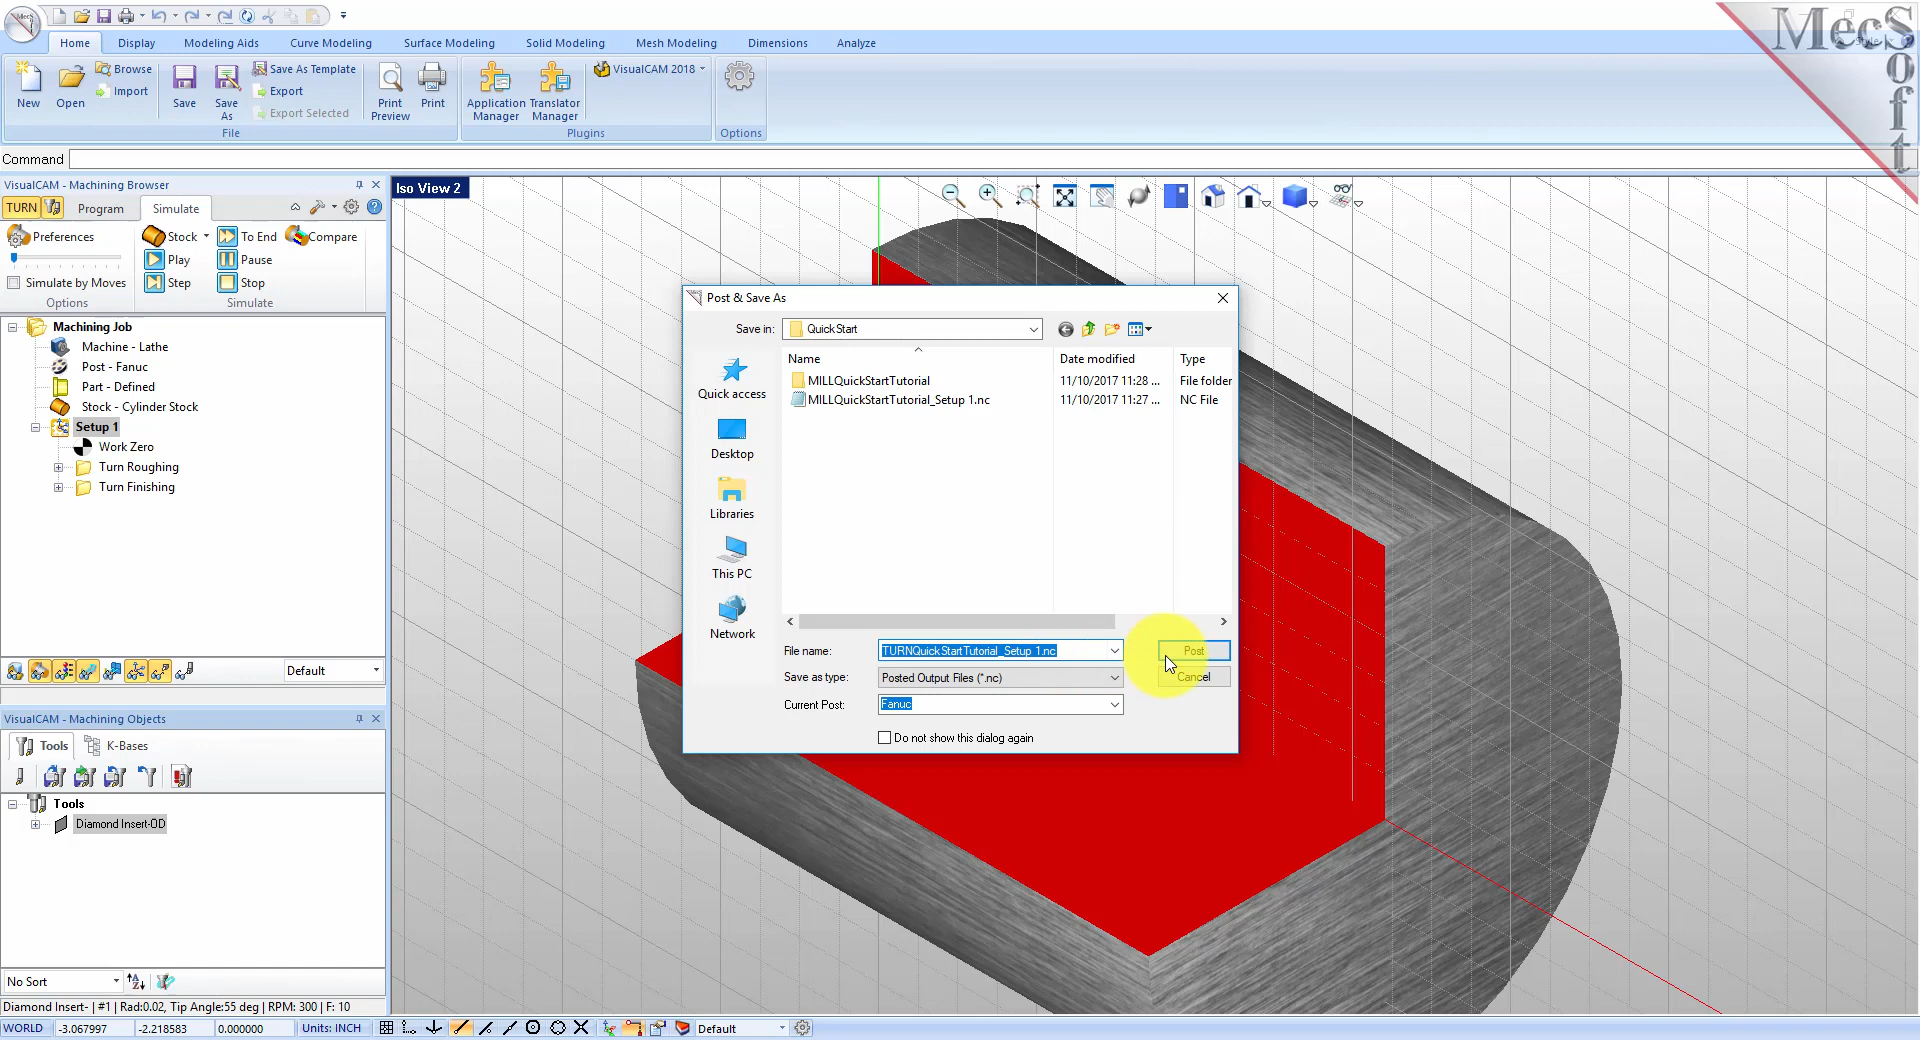 MecSoft
Home Display Modeling Aids Curve Modeling Surface Modeling Solid Modeling Mesh Modeling Dimensions Analyze
New Open Browse Import Save Save As Save As Template Export Export Selected Print Preview Print Application Manager Translator Manager VisualCAM 2018
File Plugins Options
Command
VisualCAM - Machining Browser
TURN Program Simulate
Preferences Stock To End Compare
Play Pause
Simulate by Moves Step Stop
Options Simulate
Machining Job
Machine - Lathe
Post - Fanuc
Part - Defined
Stock - Cylinder Stock
Setup 1
Work Zero
Turn Roughing
Turn Finishing
Default
VisualCAM - Machining Objects
Tools K-Bases
Tools
Diamond Insert-OD
No Sort
Diamond Insert- | #1 | Rad:0.02, Tip Angle:55 deg | RPM: 300 | F: 10
Iso View 2
Post & Save As
Save in: QuickStart
Name Date modified Type
MILLQuickStartTutorial 11/10/2017 11:28 ... File folder
MILLQuickStartTutorial_Setup 1.nc 11/10/2017 11:27 ... NC File
Quick access
Desktop
Libraries
This PC
Network
File name: TURNQuickStartTutorial_Setup 1.nc Post
Save as type: Posted Output Files (*.nc) Cancel
Current Post: Fanuc
Do not show this dialog again
WORLD -3.067997 -2.218583 0.000000 Units: INCH Default